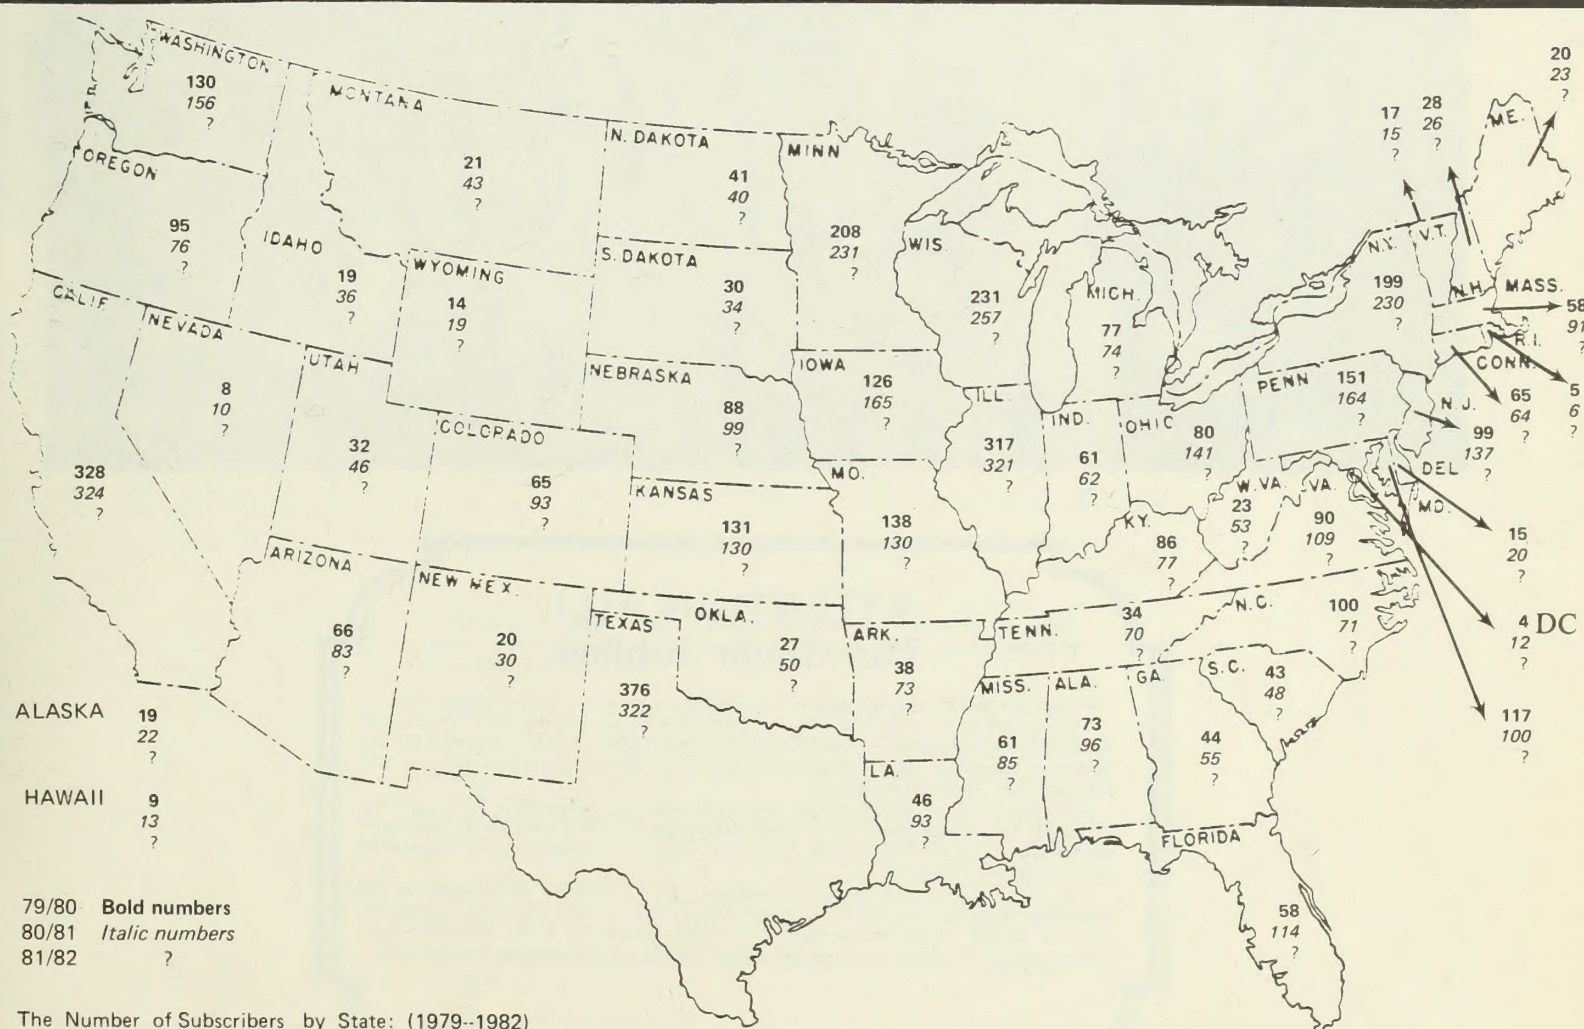 WASHINGTON
130
156
?
MONTANA
21
43
?
N. DAKOTA
41
40
?
MINN
208
231
?
OREGON
95
76
?
IDAHO
19
36
?
WYOMING
14
19
?
S. DAKOTA
30
34
?
WIS.
231
257
?
MICH.
77
74
?
17
15
?
28
26
?
ME.
20
23
?
N.Y.
199
230
?
V.T.
N.H.
MASS.
58
91
?
R.I.
5
6
?
CONN.
65
64
?
CALIF
328
324
?
NEVADA
8
10
?
UTAH
32
46
?
COLORADO
65
93
?
NEBRASKA
88
99
?
IOWA
126
165
?
ILL.
317
321
?
IND.
61
62
?
OHIO
80
141
?
PENN
151
164
?
N.J.
99
137
?
DEL
15
20
?
MD.
117
100
?
4 DC
12
?
KANSAS
131
130
?
MO.
138
130
?
KY.
86
77
?
W.VA.
23
53
?
VA.
90
109
?
ARIZONA
66
83
?
NEW MEX.
20
30
?
TEXAS
376
322
?
OKLA.
27
50
?
ARK.
38
73
?
TENN.
34
70
?
N.C.
100
71
?
S.C.
43
48
?
MISS.
61
85
?
ALA.
73
96
?
GA.
44
55
?
LA.
46
93
?
FLORIDA
58
114
?
ALASKA 19
22
?
HAWAII 9
13
?
79/80 Bold numbers
80/81 Italic numbers
81/82 ?
The Number of Subscribers by State: (1979--1982)